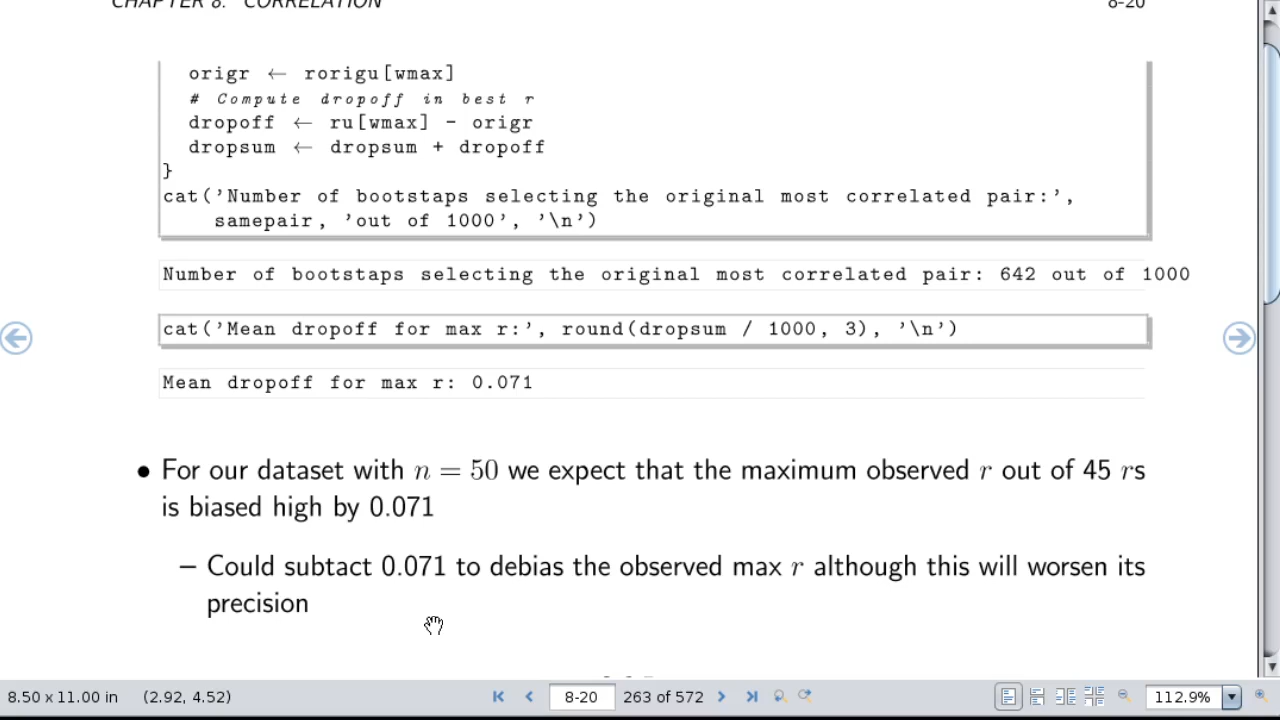 CHAPTER 8. CORRELATION 8-20
origr ← rorigu[wmax]
# Compute dropoff in best r
dropoff ← ru[wmax] - origr
dropsum ← dropsum + dropoff
}
cat('Number of bootstaps selecting the original most correlated pair:',
samepair, 'out of 1000', '\n')
Number of bootstaps selecting the original most correlated pair: 642 out of 1000
cat('Mean dropoff for max r:', round(dropsum / 1000, 3), '\n')
Mean dropoff for max r: 0.071
• For our dataset with n = 50 we expect that the maximum observed r out of 45 rs
is biased high by 0.071
– Could subtact 0.071 to debias the observed max r although this will worsen its
precision
8.50 x 11.00 in (2.92, 4.52) 8-20 263 of 572 112.9%